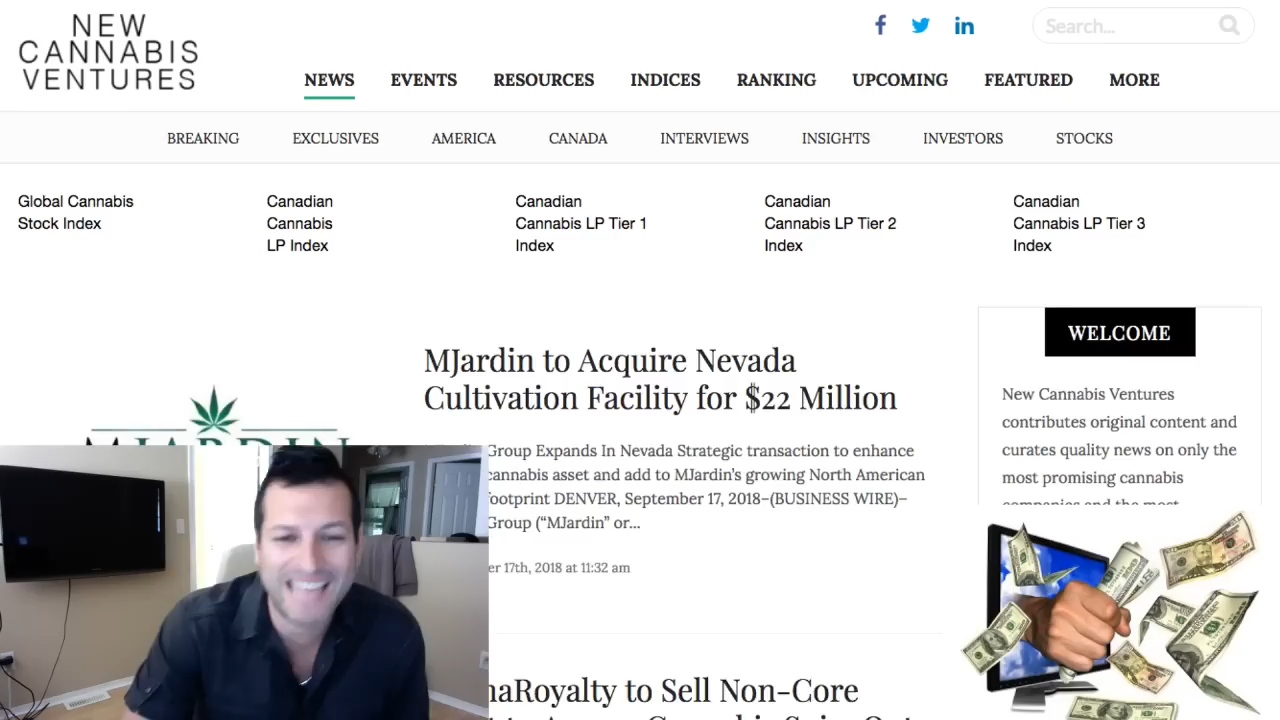 NEW
CANNABIS
VENTURES
Search...
NEWS EVENTS RESOURCES INDICES RANKING UPCOMING FEATURED MORE
BREAKING EXCLUSIVES AMERICA CANADA INTERVIEWS INSIGHTS INVESTORS STOCKS
Global Cannabis
Stock Index
Canadian
Cannabis
LP Index
Canadian
Cannabis LP Tier 1
Index
Canadian
Cannabis LP Tier 2
Index
Canadian
Cannabis LP Tier 3
Index
MJardin to Acquire Nevada
Cultivation Facility for $22 Million
Group Expands In Nevada Strategic transaction to enhance
cannabis asset and add to MJardin's growing North American
footprint DENVER, September 17, 2018–(BUSINESS WIRE)–
Group (“MJardin” or...
er 17th, 2018 at 11:32 am
naRoyalty to Sell Non-Core
WELCOME
New Cannabis Ventures
contributes original content and
curates quality news on only the
most promising cannabis
companies and the most
MJARDIN